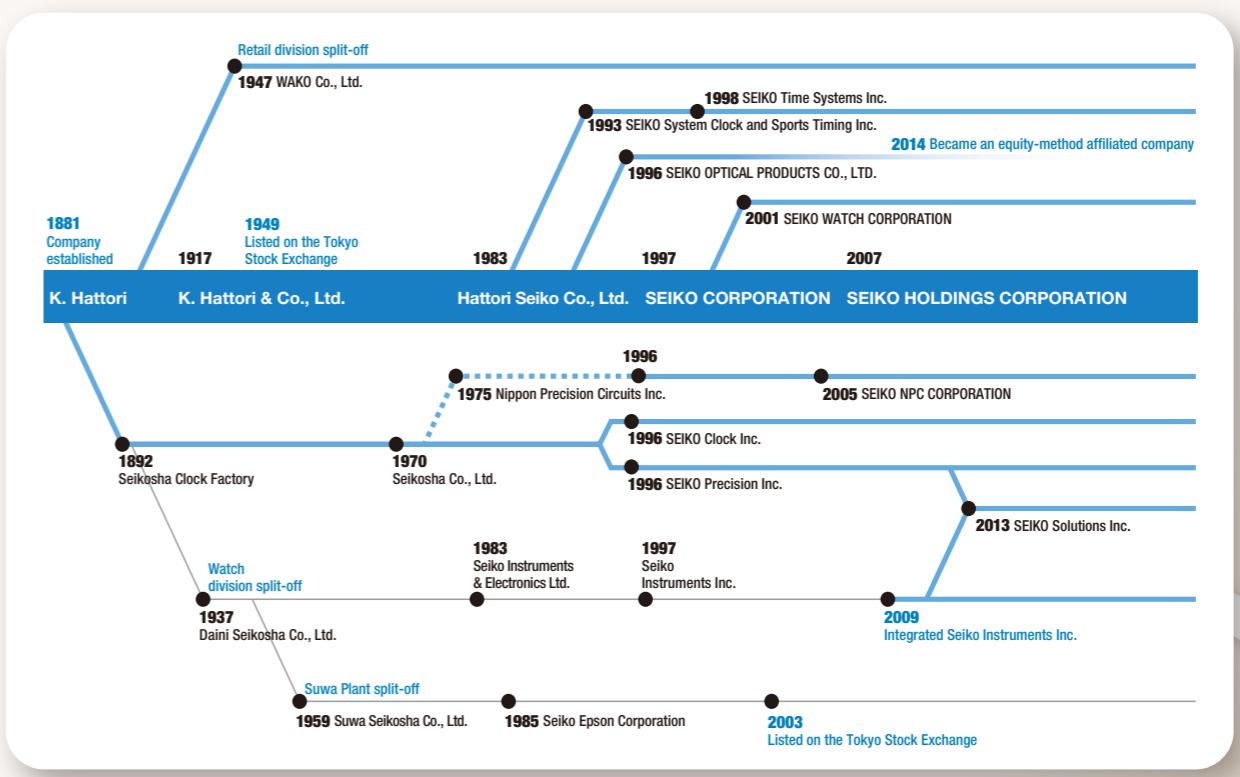 Retail division split-off
1947 WAKO Co., Ltd.
1998 SEIKO Time Systems Inc.
1993 SEIKO System Clock and Sports Timing Inc.
2014 Became an equity-method affiliated company
1996 SEIKO OPTICAL PRODUCTS CO., LTD.
2001 SEIKO WATCH CORPORATION
1881
Company
established
1917
1949
Listed on the Tokyo
Stock Exchange
1983
1997
2007
K. Hattori
K. Hattori & Co., Ltd.
Hattori Seiko Co., Ltd.
SEIKO CORPORATION
SEIKO HOLDINGS CORPORATION
1996
1975 Nippon Precision Circuits Inc.
2005 SEIKO NPC CORPORATION
1996 SEIKO Clock Inc.
1892
Seikosha Clock Factory
1970
Seikosha Co., Ltd.
1996 SEIKO Precision Inc.
2013 SEIKO Solutions Inc.
Watch
division split-off
1983
Seiko Instruments
& Electronics Ltd.
1997
Seiko
Instruments Inc.
1937
Daini Seikosha Co., Ltd.
2009
Integrated Seiko Instruments Inc.
Suwa Plant split-off
1959 Suwa Seikosha Co., Ltd.
1985 Seiko Epson Corporation
2003
Listed on the Tokyo Stock Exchange